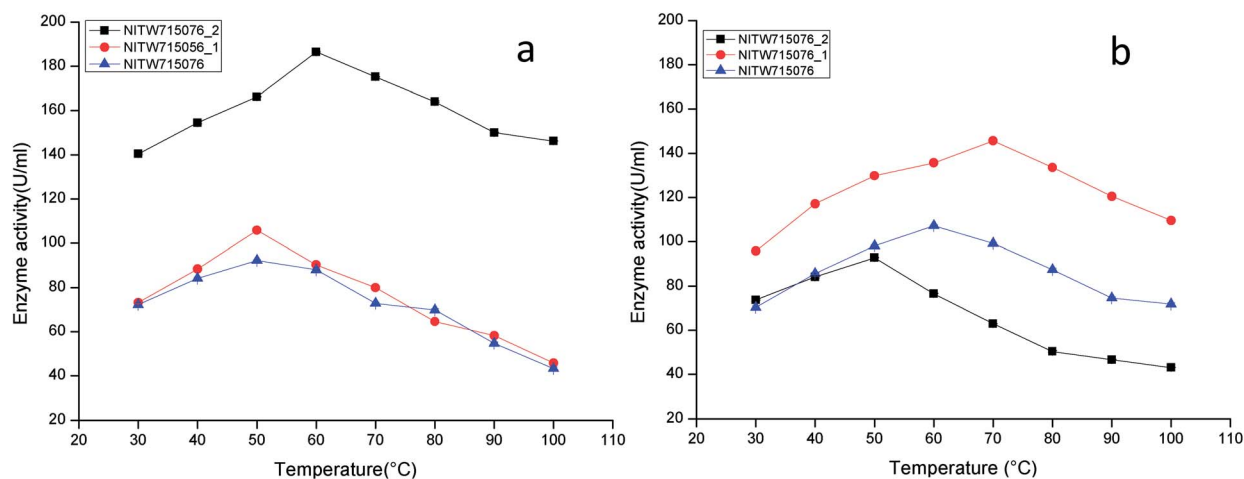 200
180
160
140
120
100
80
60
40
20
Enzyme activity(U/ml)
NITW715076_2
NITW715056_1
NITW715076
a
20 30 40 50 60 70 80 90 100 110
Temperature(°C)
200
180
160
140
120
100
80
60
40
20
Enzyme activity(U/ml)
NITW715076_2
NITW715076_1
NITW715076
b
20 30 40 50 60 70 80 90 100 110
Temperature (°C)